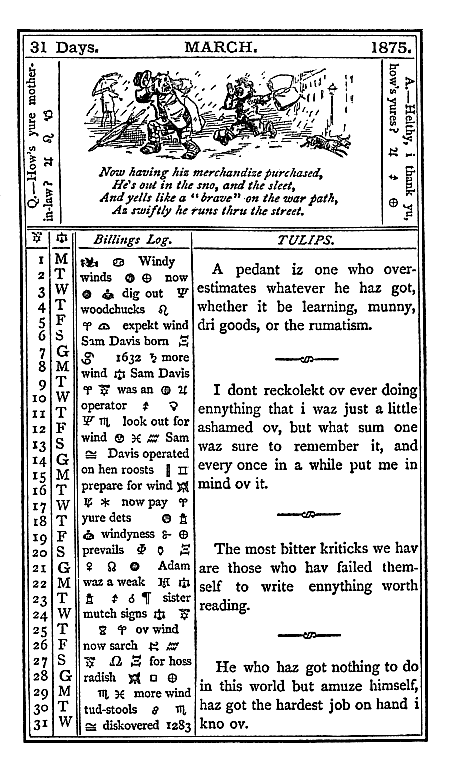 31 Days. MARCH. 1875.
Q.—How's yure mother-
in-law? ♃ ♌ ♑
Now having hiz merchandize purchased,
He's out in the sno, and the sleet,
And yells like a "brave" on the war path,
Az swiftly he runs thru the street.
A.—Helthy, i thank yu,
how's yures? ♃ ☿ ⊕
Billings Log. TULIPS.
1 M Windy
2 T winds now
3 W dig out
4 T woodchucks ♌
5 F ♈ expekt wind
6 S Sam Davis born
7 G 1632 ♄ more
8 M wind ♎ Sam Davis
9 T ♈ was an ♃
10 W operator
11 T ♏ look out for
12 F wind ♓ ♒ Sam
13 S Davis operated
14 G on hen roosts
15 M prepare for wind
16 T * now pay ♈
17 W yure dets
18 T windyness ⊕
19 F prevails
20 S ♀ Ω Adam
21 G waz a weak ♎
22 M ☌ ¶ sister
23 T mutch signs ♎
24 W ♈ ov wind
25 T now sarch ♒
26 F Ω for hoss
27 S radish □ ⊕
28 G ♏ ♓ more wind
29 M tud-stools ♏
30 T diskovered 1283
31 W
A pedant iz one who over-
estimates whatever he haz got,
whether it be learning, munny,
dri goods, or the rumatism.
I dont reckolekt ov ever doing
ennything that i waz just a little
ashamed ov, but what sum one
waz sure to remember it, and
every once in a while put me in
mind ov it.
The most bitter kriticks we hav
are those who hav failed them-
self to write ennything worth
reading.
He who haz got nothing to do
in this world but amuze himself,
haz got the hardest job on hand i
kno ov.